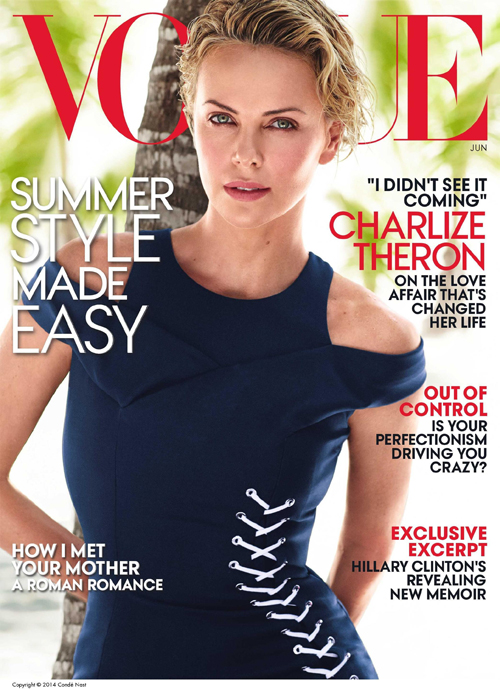 VOGUE
JUN
SUMMER
STYLE
MADE
EASY
"I DIDN'T SEE IT
COMING"
CHARLIZE
THERON
ON THE LOVE
AFFAIR THAT'S
CHANGED
HER LIFE
OUT OF
CONTROL
IS YOUR
PERFECTIONISM
DRIVING YOU
CRAZY?
HOW I MET
YOUR MOTHER
A ROMAN ROMANCE
EXCLUSIVE
EXCERPT
HILLARY CLINTON'S
REVEALING
NEW MEMOIR
Copyright © 2014 Condé Nast